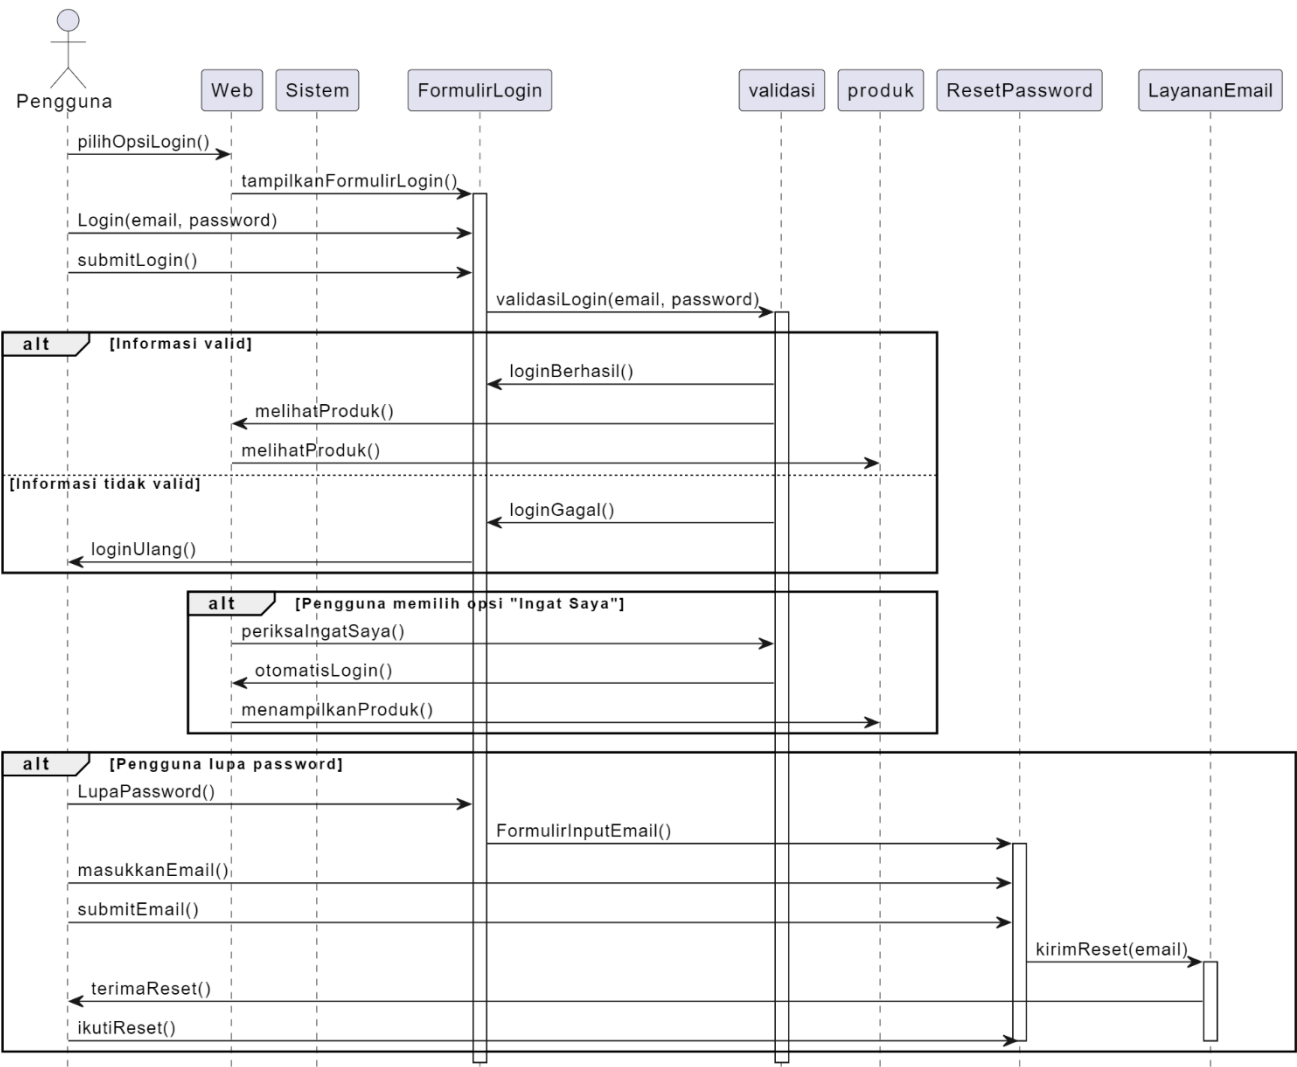 Pengguna
Web
Sistem
FormulirLogin
validasi
produk
ResetPassword
LayananEmail
pilihOpsiLogin()
tampilkanFormulirLogin()
Login(email, password)
submitLogin()
validasiLogin(email, password)
alt [Informasi valid]
loginBerhasil()
melihatProduk()
melihatProduk()
[Informasi tidak valid]
loginGagal()
loginUlang()
alt [Pengguna memilih opsi "Ingat Saya"]
periksaIngatSaya()
otomatisLogin()
menampilkanProduk()
alt [Pengguna lupa password]
LupaPassword()
FormulirInputEmail()
masukkanEmail()
submitEmail()
kirimReset(email)
terimaReset()
ikutiReset()